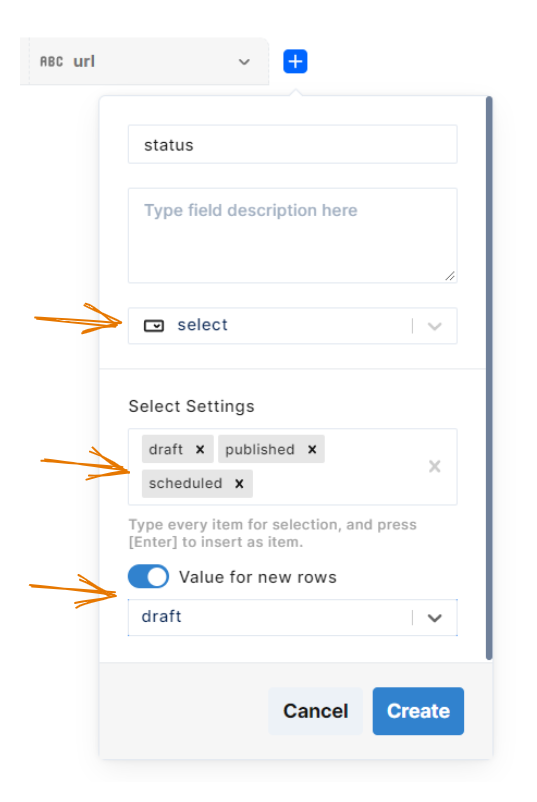 ABC url
status
Type field description here
select
Select Settings
draft x published x
scheduled x
Type every item for selection, and press
[Enter] to insert as item.
Value for new rows
draft
Cancel Create